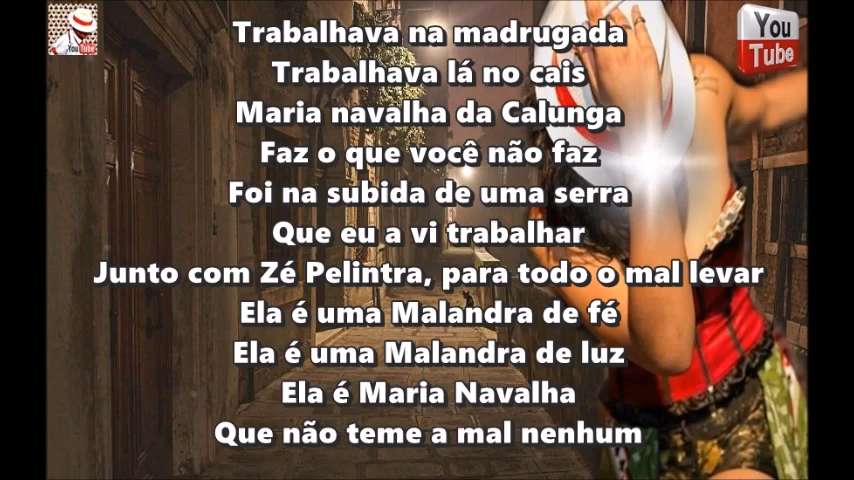 Trabalhava na madrugada
Trabalhava lá no cais
Maria navalha da Calunga
Faz o que você não faz
Foi na subida de uma serra
Que eu a vi trabalhar
Junto com Zé Pelintra, para todo o mal levar
Ela é uma Malandra de fé
Ela é uma Malandra de luz
Ela é Maria Navalha
Que não teme a mal nenhum
You Tube
You
Tube